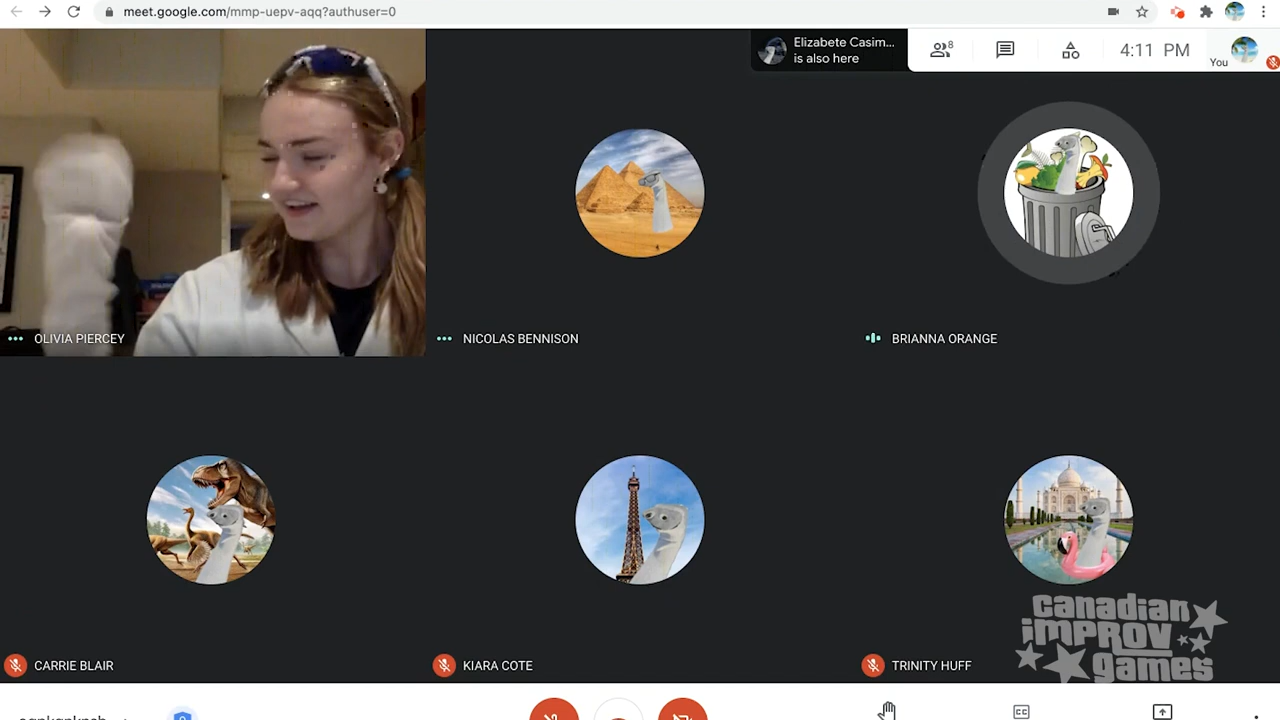 meet.google.com/mmp-uepv-aqq?authuser=0
Elizabete Casim...
is also here
8
4:11 PM
You
OLIVIA PIERCEY
NICOLAS BENNISON
BRIANNA ORANGE
CARRIE BLAIR
KIARA COTE
TRINITY HUFF
canadian
improv
games
CC